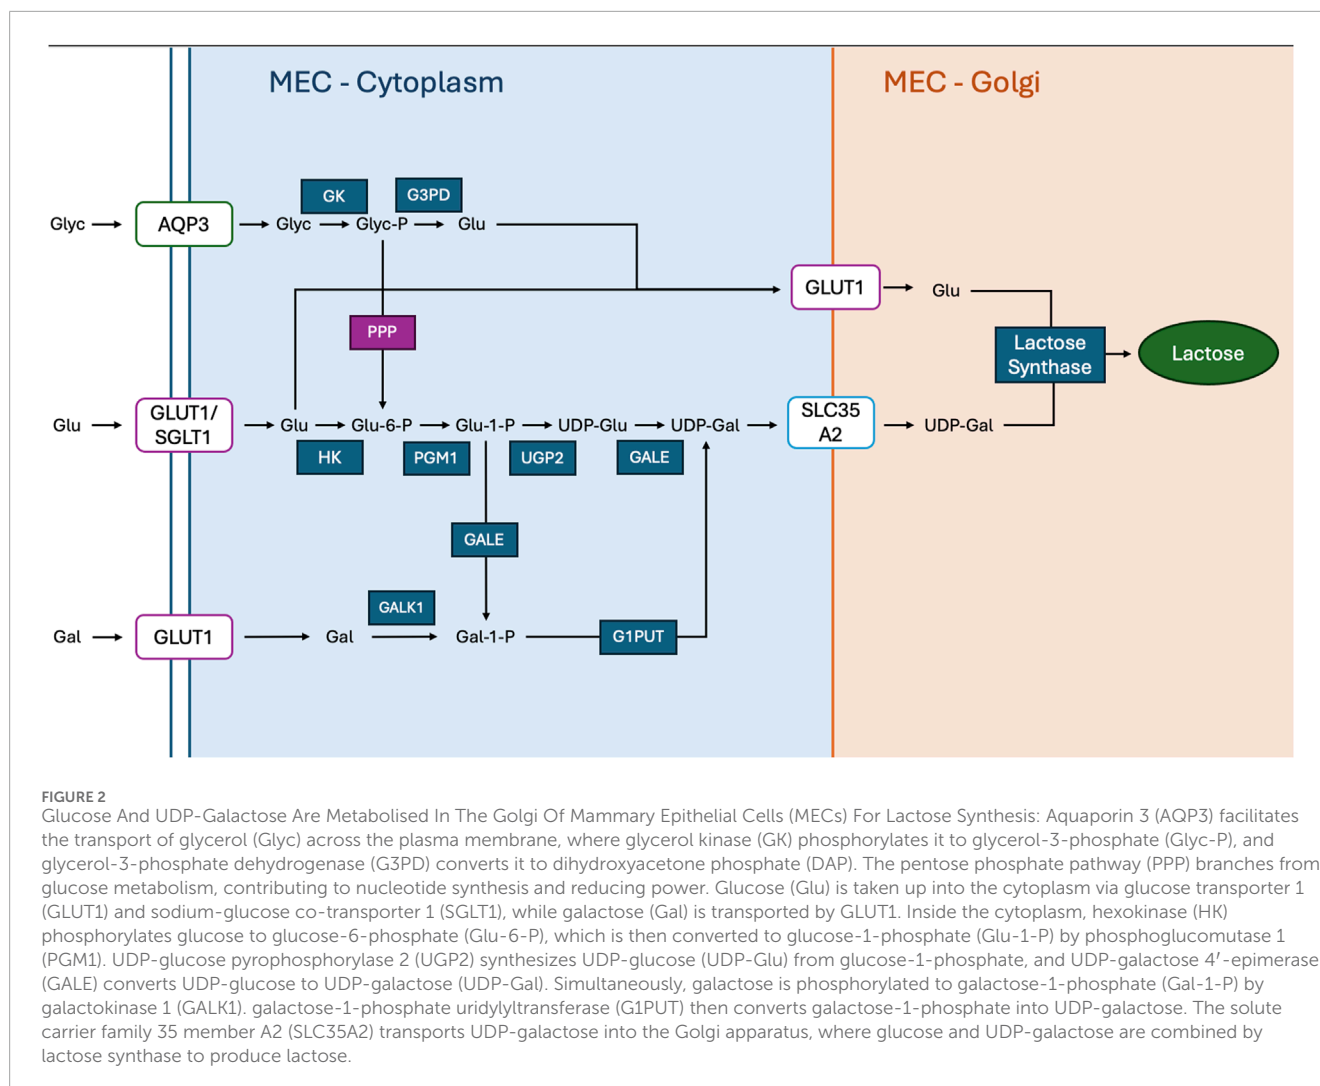 MEC - Cytoplasm
MEC - Golgi
GK
G3PD
Glyc
AQP3
Glyc
Glyc-P
Glu
GLUT1
Glu
PPP
Lactose
Synthase
Lactose
Glu
GLUT1/
SGLT1
Glu
Glu-6-P
Glu-1-P
UDP-Glu
UDP-Gal
SLC35
A2
UDP-Gal
HK
PGM1
UGP2
GALE
GALE
GALK1
Gal
GLUT1
Gal
Gal-1-P
G1PUT
FIGURE 2
Glucose And UDP-Galactose Are Metabolised In The Golgi Of Mammary Epithelial Cells (MECs) For Lactose Synthesis: Aquaporin 3 (AQP3) facilitates
the transport of glycerol (Glyc) across the plasma membrane, where glycerol kinase (GK) phosphorylates it to glycerol-3-phosphate (Glyc-P), and
glycerol-3-phosphate dehydrogenase (G3PD) converts it to dihydroxyacetone phosphate (DAP). The pentose phosphate pathway (PPP) branches from
glucose metabolism, contributing to nucleotide synthesis and reducing power. Glucose (Glu) is taken up into the cytoplasm via glucose transporter 1
(GLUT1) and sodium-glucose co-transporter 1 (SGLT1), while galactose (Gal) is transported by GLUT1. Inside the cytoplasm, hexokinase (HK)
phosphorylates glucose to glucose-6-phosphate (Glu-6-P), which is then converted to glucose-1-phosphate (Glu-1-P) by phosphoglucomutase 1
(PGM1). UDP-glucose pyrophosphorylase 2 (UGP2) synthesizes UDP-glucose (UDP-Glu) from glucose-1-phosphate, and UDP-galactose 4′-epimerase
(GALE) converts UDP-glucose to UDP-galactose (UDP-Gal). Simultaneously, galactose is phosphorylated to galactose-1-phosphate (Gal-1-P) by
galactokinase 1 (GALK1). galactose-1-phosphate uridylyltransferase (G1PUT) then converts galactose-1-phosphate into UDP-galactose. The solute
carrier family 35 member A2 (SLC35A2) transports UDP-galactose into the Golgi apparatus, where glucose and UDP-galactose are combined by
lactose synthase to produce lactose.